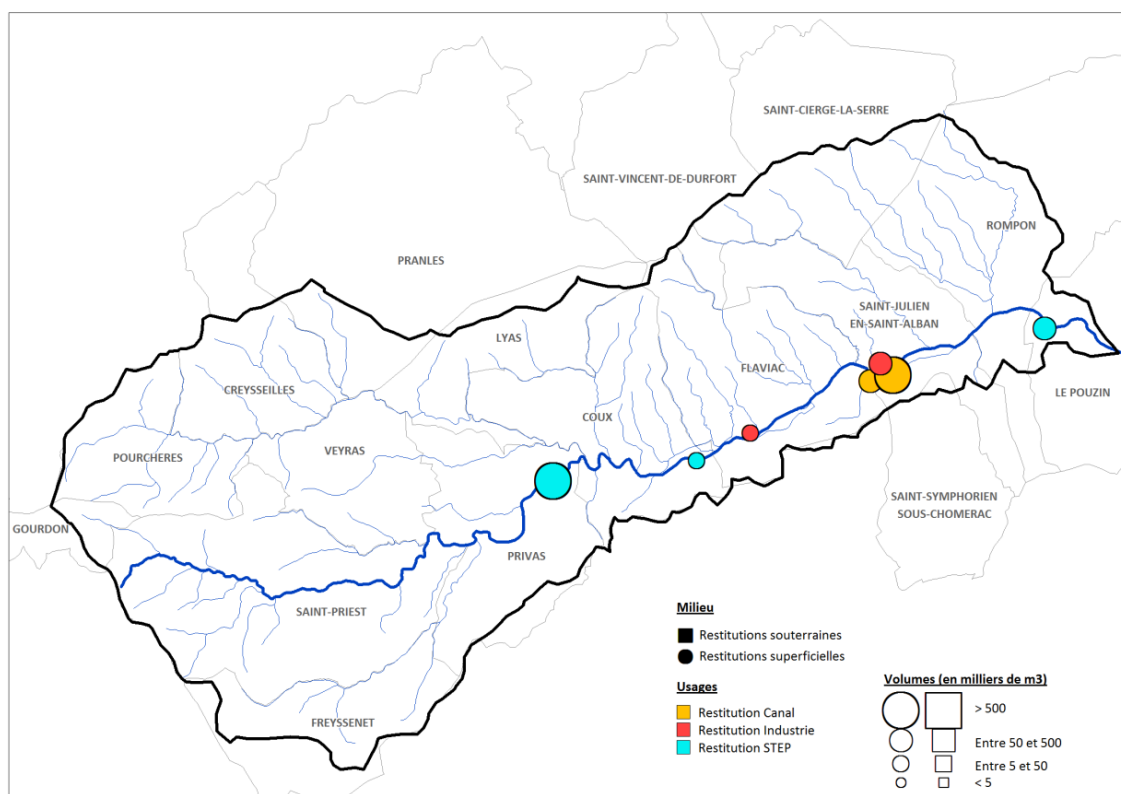 SAINT-CIERGE-LA-SERRE
SAINT-VINCENT-DE-DURFORT
ROMPON
PRANLES
SAINT-JULIEN
EN-SAINT-ALBAN
LYAS
FLAVIAC
CREYSSEILLES
LE POUZIN
COUX
VEYRAS
POURCHERES
SAINT-SYMPHORIEN
SOUS-CHOMERAC
GOURDON
PRIVAS
SAINT-PRIEST
FREYSSENET
Milieu
Restitutions souterraines
Restitutions superficielles
Usages
Restitution Canal
Restitution Industrie
Restitution STEP
Volumes (en milliers de m3)
> 500
Entre 50 et 500
Entre 5 et 50
< 5